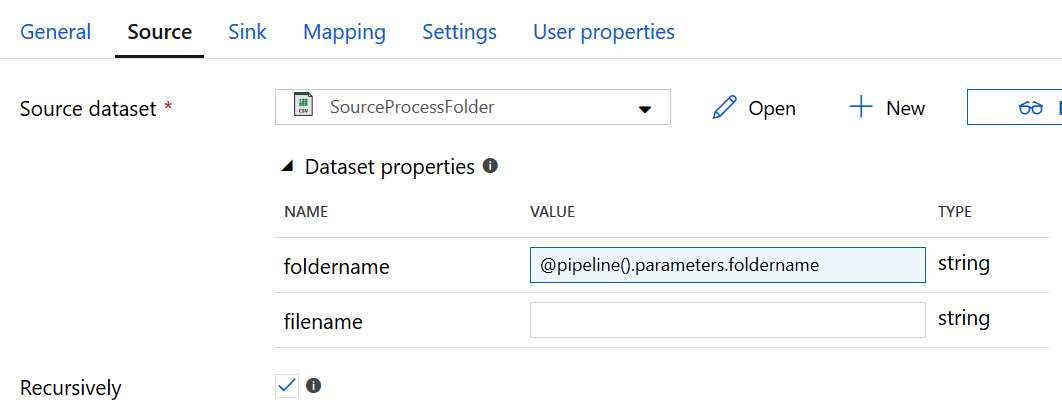 General Source Sink Mapping Settings User properties
Source dataset * CSV SourceProcessFolder Open New
Dataset properties
NAME VALUE TYPE
foldername @pipeline().parameters.foldername string
filename string
Recursively